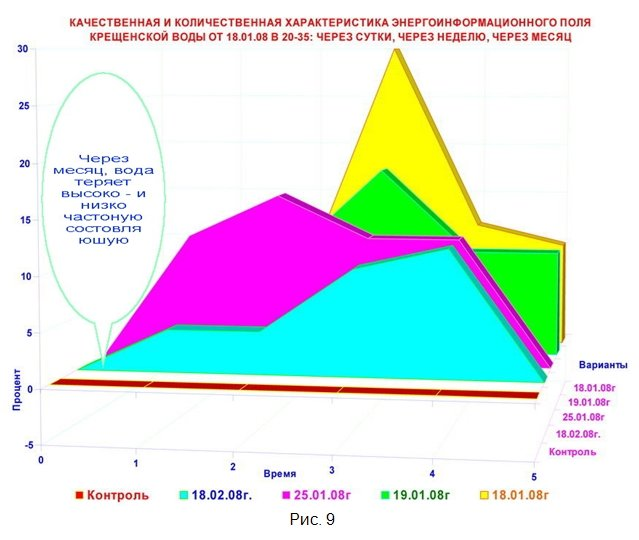 КАЧЕСТВЕННАЯ И КОЛИЧЕСТВЕННАЯ ХАРАКТЕРИСТИКА ЭНЕРГОИНФОРМАЦИОННОГО ПОЛЯ
КРЕЩЕНСКОЙ ВОДЫ ОТ 18.01.08 В 20-35: ЧЕРЕЗ СУТКИ, ЧЕРЕЗ НЕДЕЛЮ, ЧЕРЕЗ МЕСЯЦ
30
25
20
15
10
5
0
-5
Процент
Через
месяц, вода
теряет
высоко - и
низко
частоную
состовля
юшую
0
1
2
3
4
5
Время
Варианты
18.01.08г
19.01.08г
25.01.08г
18.02.08г.
Контроль
Контроль 18.02.08г. 25.01.08г 19.01.08г 18.01.08г
Рис. 9